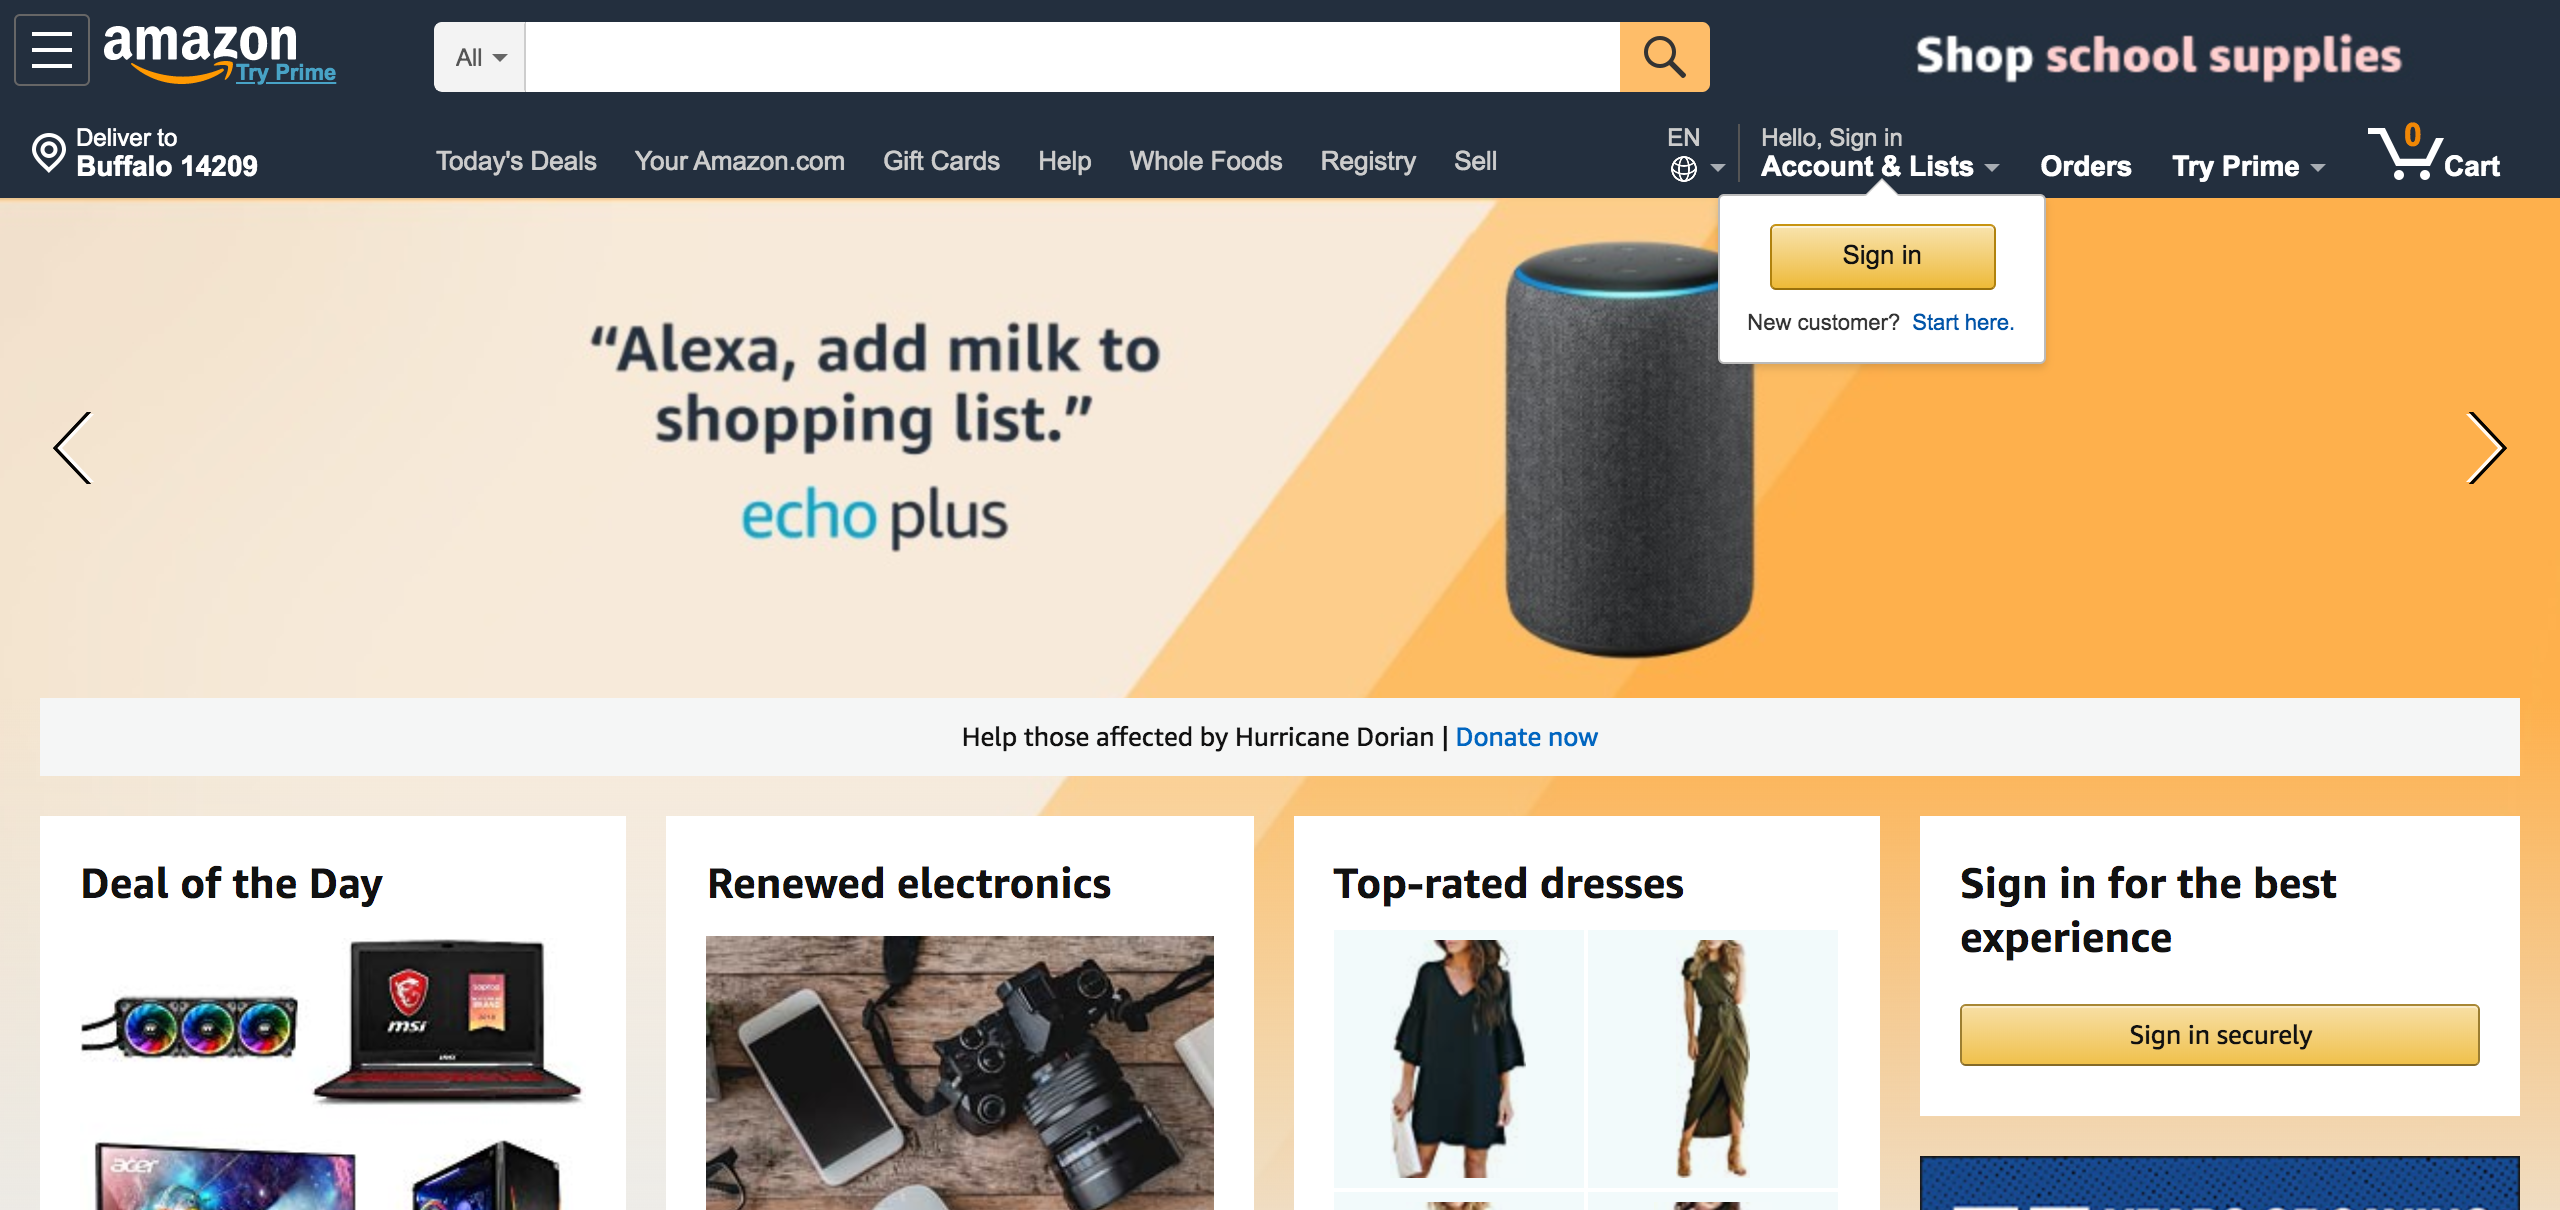 amazon
Try Prime
All
Shop school supplies
Deliver to
Buffalo 14209
Today's Deals
Your Amazon.com
Gift Cards
Help
Whole Foods
Registry
Sell
EN
Hello, Sign in
Account & Lists
Orders
Try Prime
0
Cart
Sign in
New customer? Start here.
“Alexa, add milk to
shopping list.”
echo plus
Help those affected by Hurricane Dorian | Donate now
Deal of the Day
Renewed electronics
Top-rated dresses
Sign in for the best
experience
Sign in securely
msi
acer